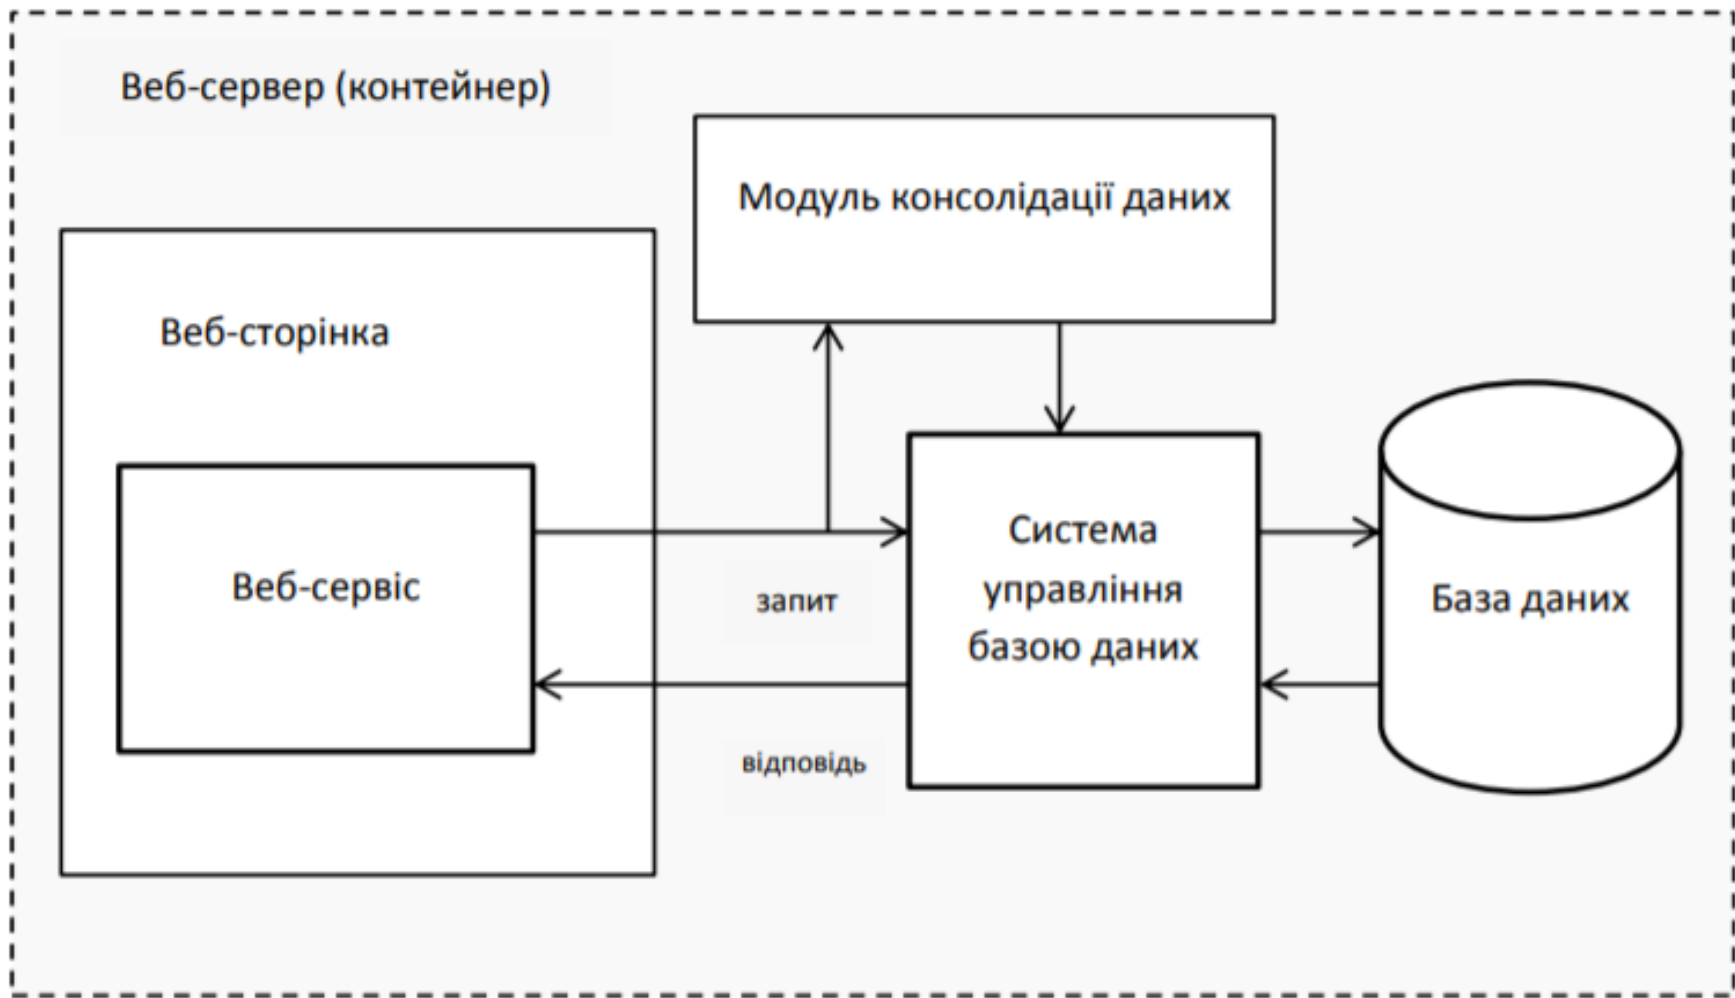 Веб-сервер (контейнер)
Модуль консолідації даних
Веб-сторінка
Веб-сервіс
запит
відповідь
Система
управління
базою даних
База даних